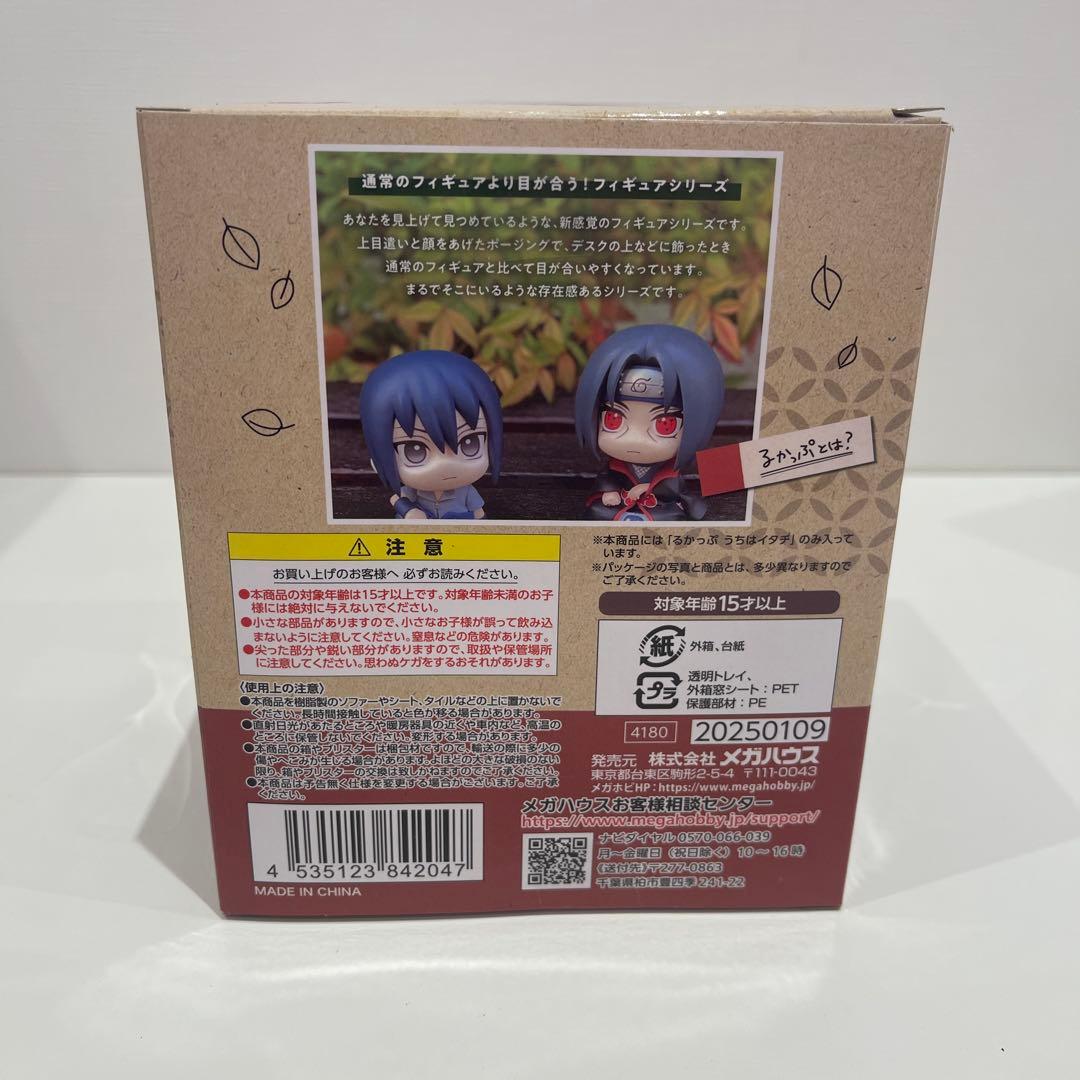 通常のフィギュアより目が合う!フィギュアシリーズ
あなたを見上げて見つめているような、新感覚のフィギュアシリーズです。
上目遣いと顔をあげたポージングで、デスクの上などに飾ったとき
通常のフィギュアと比べて目が合いやすくなっています。
まるでそこにいるような存在感あるシリーズです。
るかっぷとは?
※本商品には「るかっぷ うちはイタチ」のみ入って
います。
※パッケージの写真と商品とは、多少異なりますので
ご了承ください。
対象年齢15才以上
⚠ 注意
お買い上げのお客様へ 必ずお読みください。
●本商品の対象年齢は15才以上です。対象年齢未満のお子
様には絶対に与えないでください。
●小さな部品がありますので、小さなお子様が誤って飲み込
まないように注意してください。窒息などの危険があります。
●尖った部分や鋭い部分がありますので、取扱や保管場所
に注意してください。思わぬケガをするおそれがあります。
〈使用上の注意〉
●本商品を樹脂製のソファーやシート、タイルなどの上に置かないで
ください。長時間接触していると色が移る場合があります。
●直射日光があたるところや暖房器具の近くや車内など、高温の
ところに保管しないでください。変形する場合があります。
●本商品の箱やブリスターは梱包材ですので、輸送の際に多少の
傷やへこみが生じる場合があります。よほどの大きな破損のない
限り、箱やブリスターの交換は致しかねますのでご了承ください。
●本商品は予告無く仕様を変更する場合がございます。ご了承
ください。
紙
外箱、台紙
プラ
透明トレイ、
外箱窓シート:PET
保護部材:PE
4180
20250109
発売元 株式会社メガハウス
東京都台東区駒形2-5-4 〒111-0043
メガホビHP:https://www.megahobby.jp/
メガハウスお客様相談センター
https://www.megahobby.jp/support/
ナビダイヤル 0570-066-039
月〜金曜日(祝日除く)10〜16時
〈送付先〉〒277-0863
千葉県柏市豊四季241-22
4 535123 842047
MADE IN CHINA